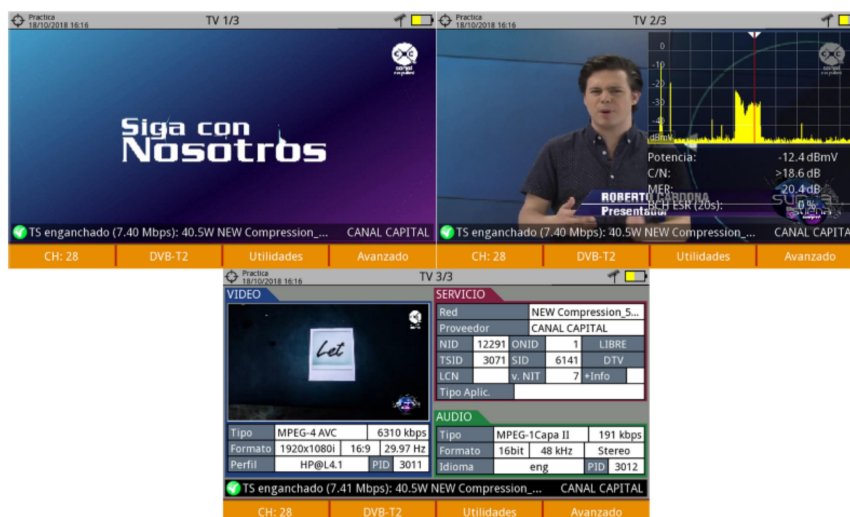 Practica
18/10/2018 16:16
TV 1/3
Siga con
Nosotros
TS enganchado (7.40 Mbps): 40.5W NEW Compression_... CANAL CAPITAL
CH: 28 DVB-T2 Utilidades Avanzado
Practica
18/10/2018 16:16
TV 2/3
0
-10
-20
-30
dBmV
Potencia: -12.4 dBmV
C/N: >18.6 dB
MER: 20.4 dB
BCH ESR (20s): 0 %
ROBERTO CARDONA
Presentador
TS enganchado (7.40 Mbps): 40.5W NEW Compression_... CANAL CAPITA
CH: 28 DVB-T2 Utilidades Avanzado
Practica
18/10/2018 16:16
TV 3/3
VIDEO
Let
Tipo MPEG-4 AVC 6310 kbps
Formato 1920x1080i 16:9 29.97 Hz
Perfil HP@L4.1 PID 3011
SERVICIO
Red NEW Compression_5...
Proveedor CANAL CAPITAL
NID 12291 ONID 1 LIBRE
TSID 3071 SID 6141 DTV
LCN v. NIT 7 +Info
Tipo Aplic.
AUDIO
Tipo MPEG-1Capa II 191 kbps
Formato 16bit 48 kHz Stereo
Idioma eng PID 3012
TS enganchado (7.41 Mbps): 40.5W NEW Compression_... CANAL CAPITAL
CH: 28 DVB-T2 Utilidades Avanzado